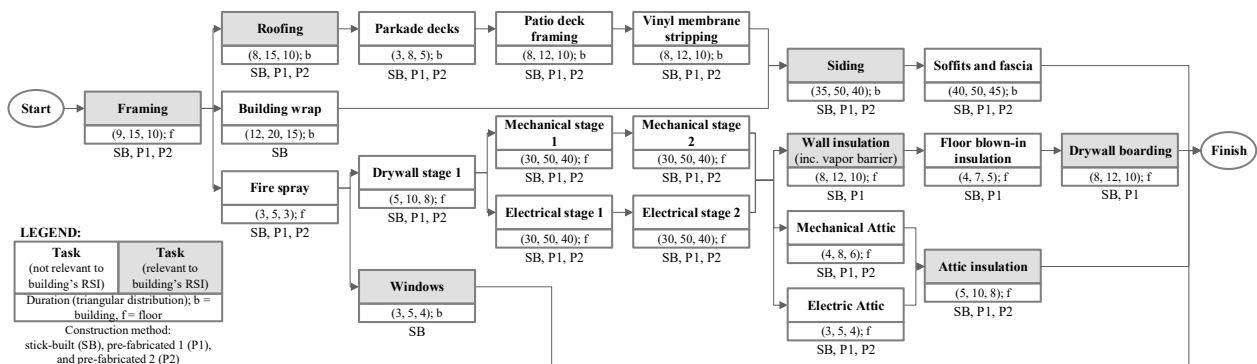 Roofing
(8, 15, 10); b
SB, P1, P2
Parkade decks
(3, 8, 5); b
SB, P1, P2
Patio deck
framing
(8, 12, 10); b
SB, P1, P2
Vinyl membrane
stripping
(8, 12, 10); b
SB, P1, P2
Siding
(35, 50, 40); b
SB, P1, P2
Soffits and fascia
(40, 50, 45); b
SB, P1, P2
Start
Framing
(9, 15, 10); f
SB, P1, P2
Building wrap
(12, 20, 15); b
SB
Mechanical stage
1
(30, 50, 40); f
SB, P1, P2
Mechanical stage
2
(30, 50, 40); f
SB, P1, P2
Wall insulation
(inc. vapor barrier)
(8, 12, 10); f
SB, P1
Floor blown-in
insulation
(4, 7, 5); f
SB, P1
Drywall boarding
(8, 12, 10); f
SB, P1
Finish
Fire spray
(3, 5, 3); f
SB, P1, P2
Drywall stage 1
(5, 10, 8); f
SB, P1, P2
Electrical stage 1
(30, 50, 40); f
SB, P1, P2
Electrical stage 2
(30, 50, 40); f
SB, P1, P2
Mechanical Attic
(4, 8, 6); f
SB, P1, P2
Attic insulation
(5, 10, 8); f
SB, P1, P2
Windows
(3, 5, 4); b
SB
Electric Attic
(3, 5, 4); f
SB, P1, P2
LEGEND:
Task
(not relevant to
building's RSI)
Task
(relevant to
building's RSI)
Duration (triangular distribution); b =
building, f = floor
Construction method:
stick-built (SB), pre-fabricated 1 (P1),
and pre-fabricated 2 (P2)